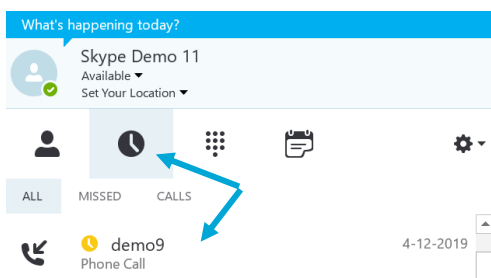 What's happening today?
Skype Demo 11
Available
Set Your Location
ALL MISSED CALLS
demo9 4-12-2019
Phone Call